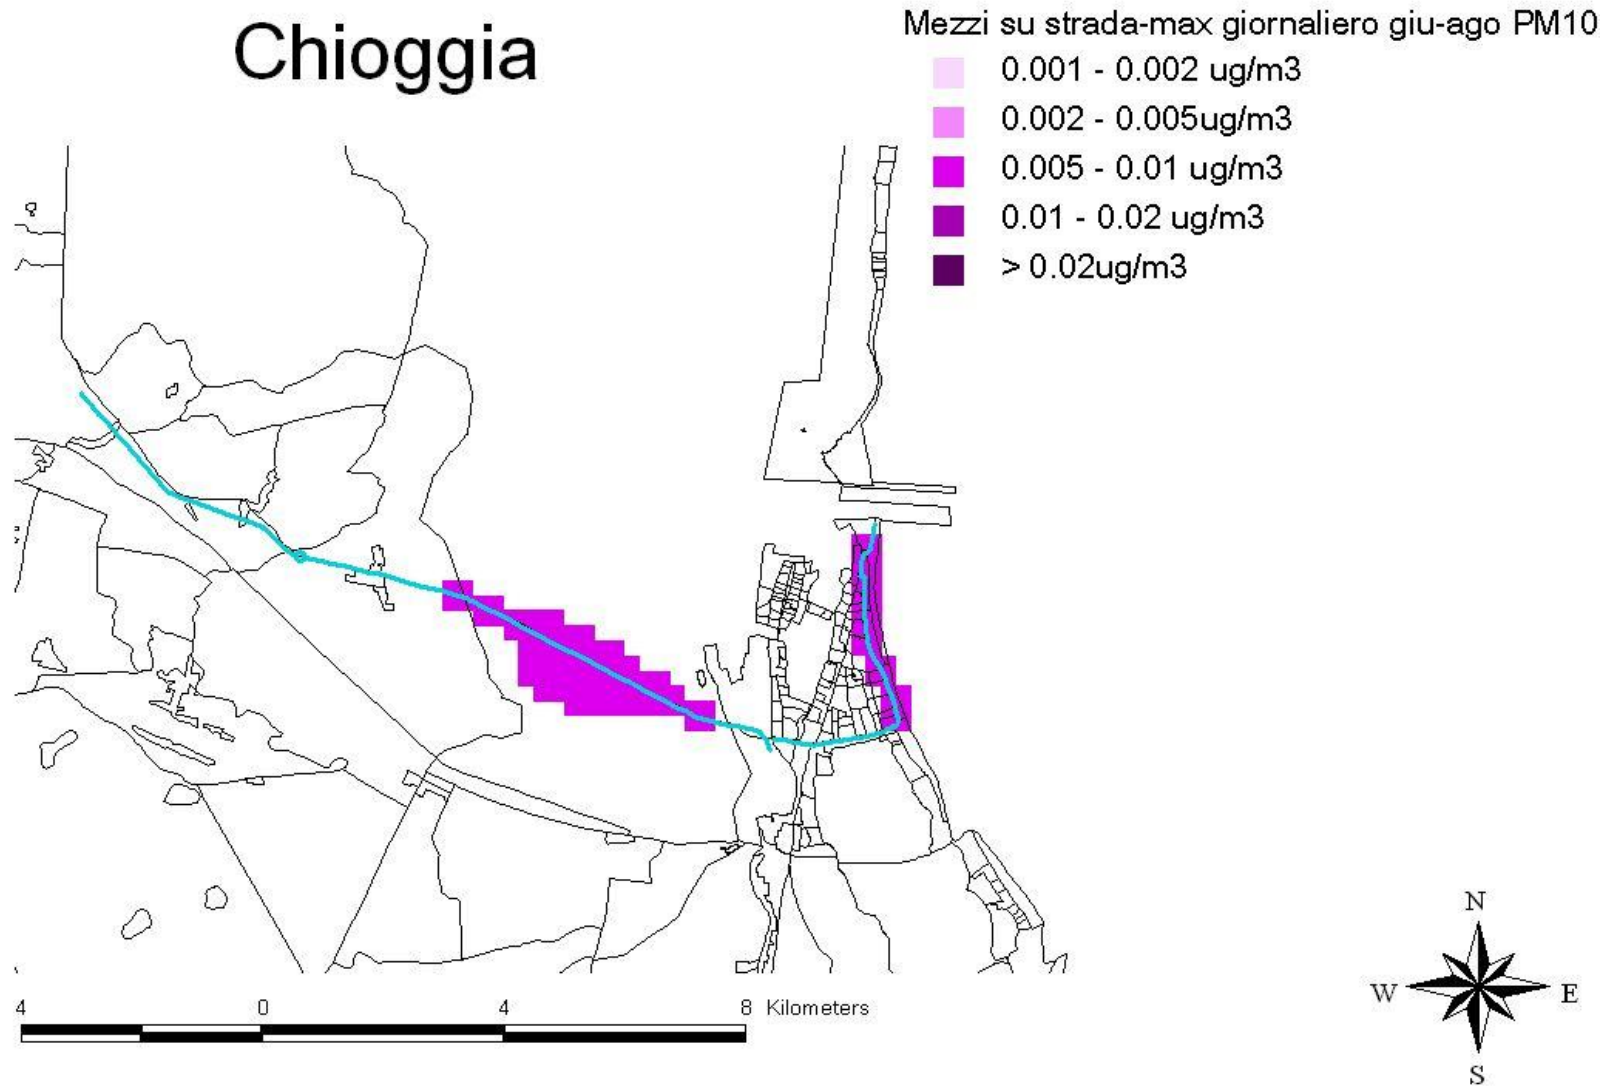 Chioggia
Mezzi su strada-max giornaliero giu-ago PM10
0.001 - 0.002 ug/m3
0.002 - 0.005ug/m3
0.005 - 0.01 ug/m3
0.01 - 0.02 ug/m3
> 0.02ug/m3
N
W E
S
4 0 4 8 Kilometers